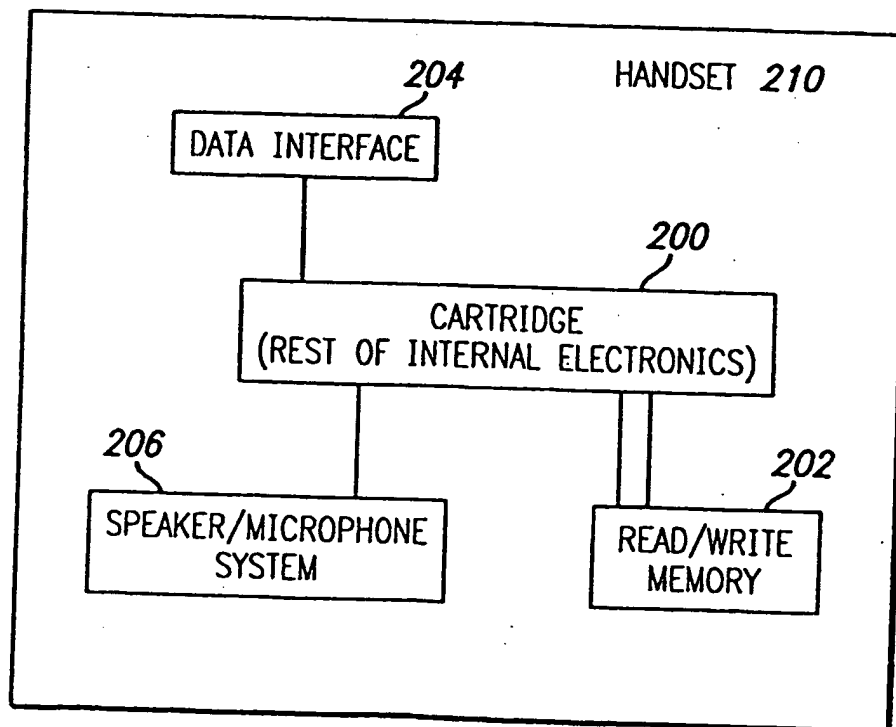 HANDSET 210
204
DATA INTERFACE
200
CARTRIDGE
(REST OF INTERNAL ELECTRONICS)
206
SPEAKER/MICROPHONE
SYSTEM
202
READ/WRITE
MEMORY